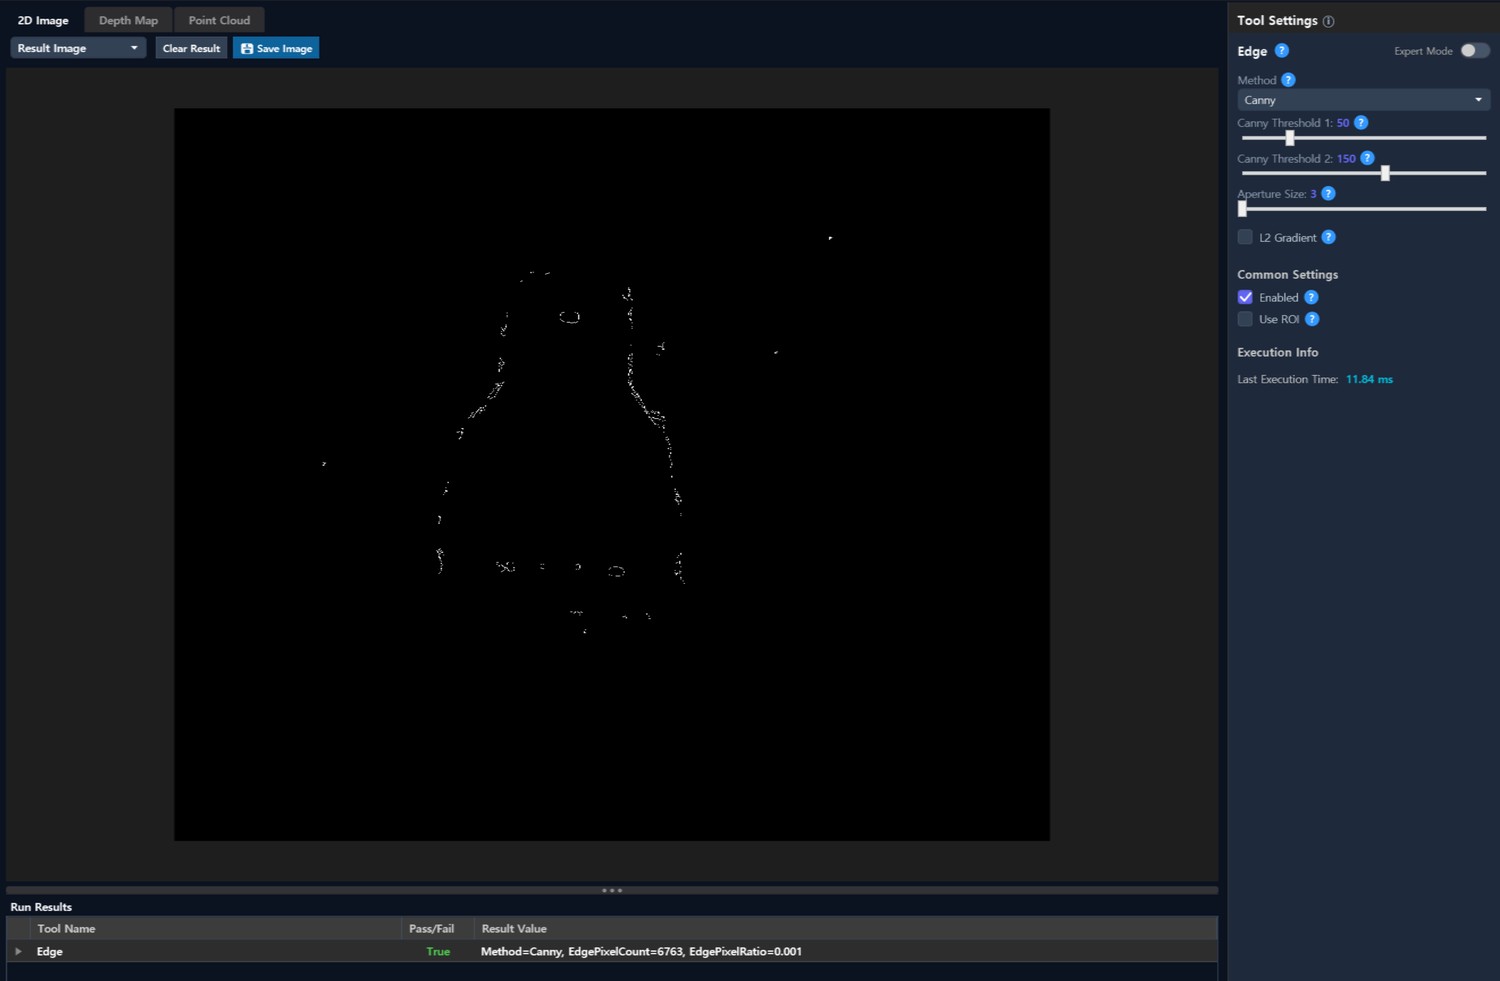 2D Image
Depth Map
Point Cloud
Result Image
Clear Result
Save Image
Tool Settings
Edge ?
Expert Mode
Method ?
Canny
Canny Threshold 1: 50 ?
Canny Threshold 2: 150 ?
Aperture Size: 3 ?
L2 Gradient ?
Common Settings
Enabled ?
Use ROI ?
Execution Info
Last Execution Time: 11.84 ms
Run Results
Tool Name Pass/Fail Result Value
Edge True Method=Canny, EdgePixelCount=6763, EdgePixelRatio=0.001